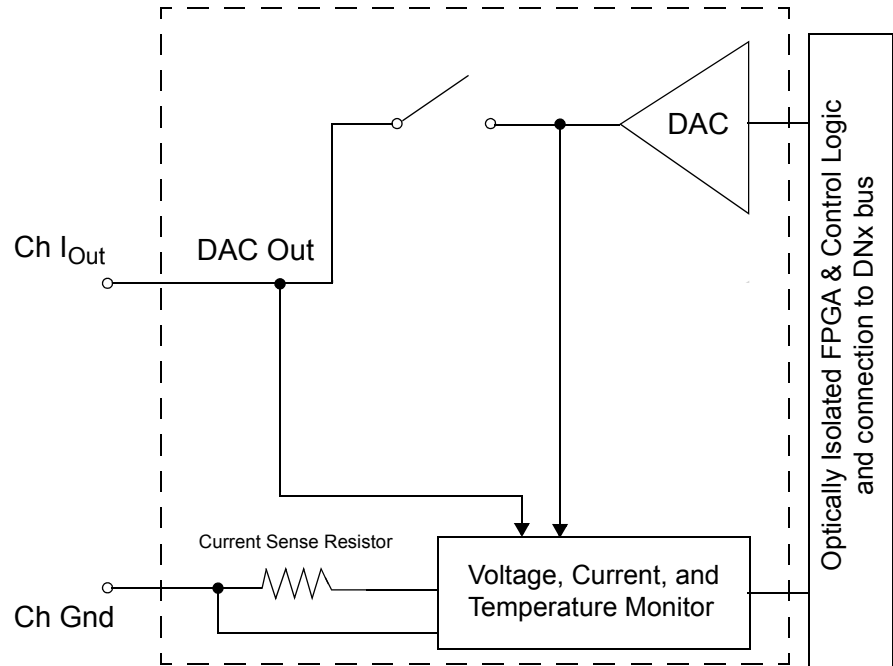 DAC
Ch I_Out
DAC Out
Current Sense Resistor
Voltage, Current, and
Temperature Monitor
Ch Gnd
Optically Isolated FPGA & Control Logic
and connection to DNx bus